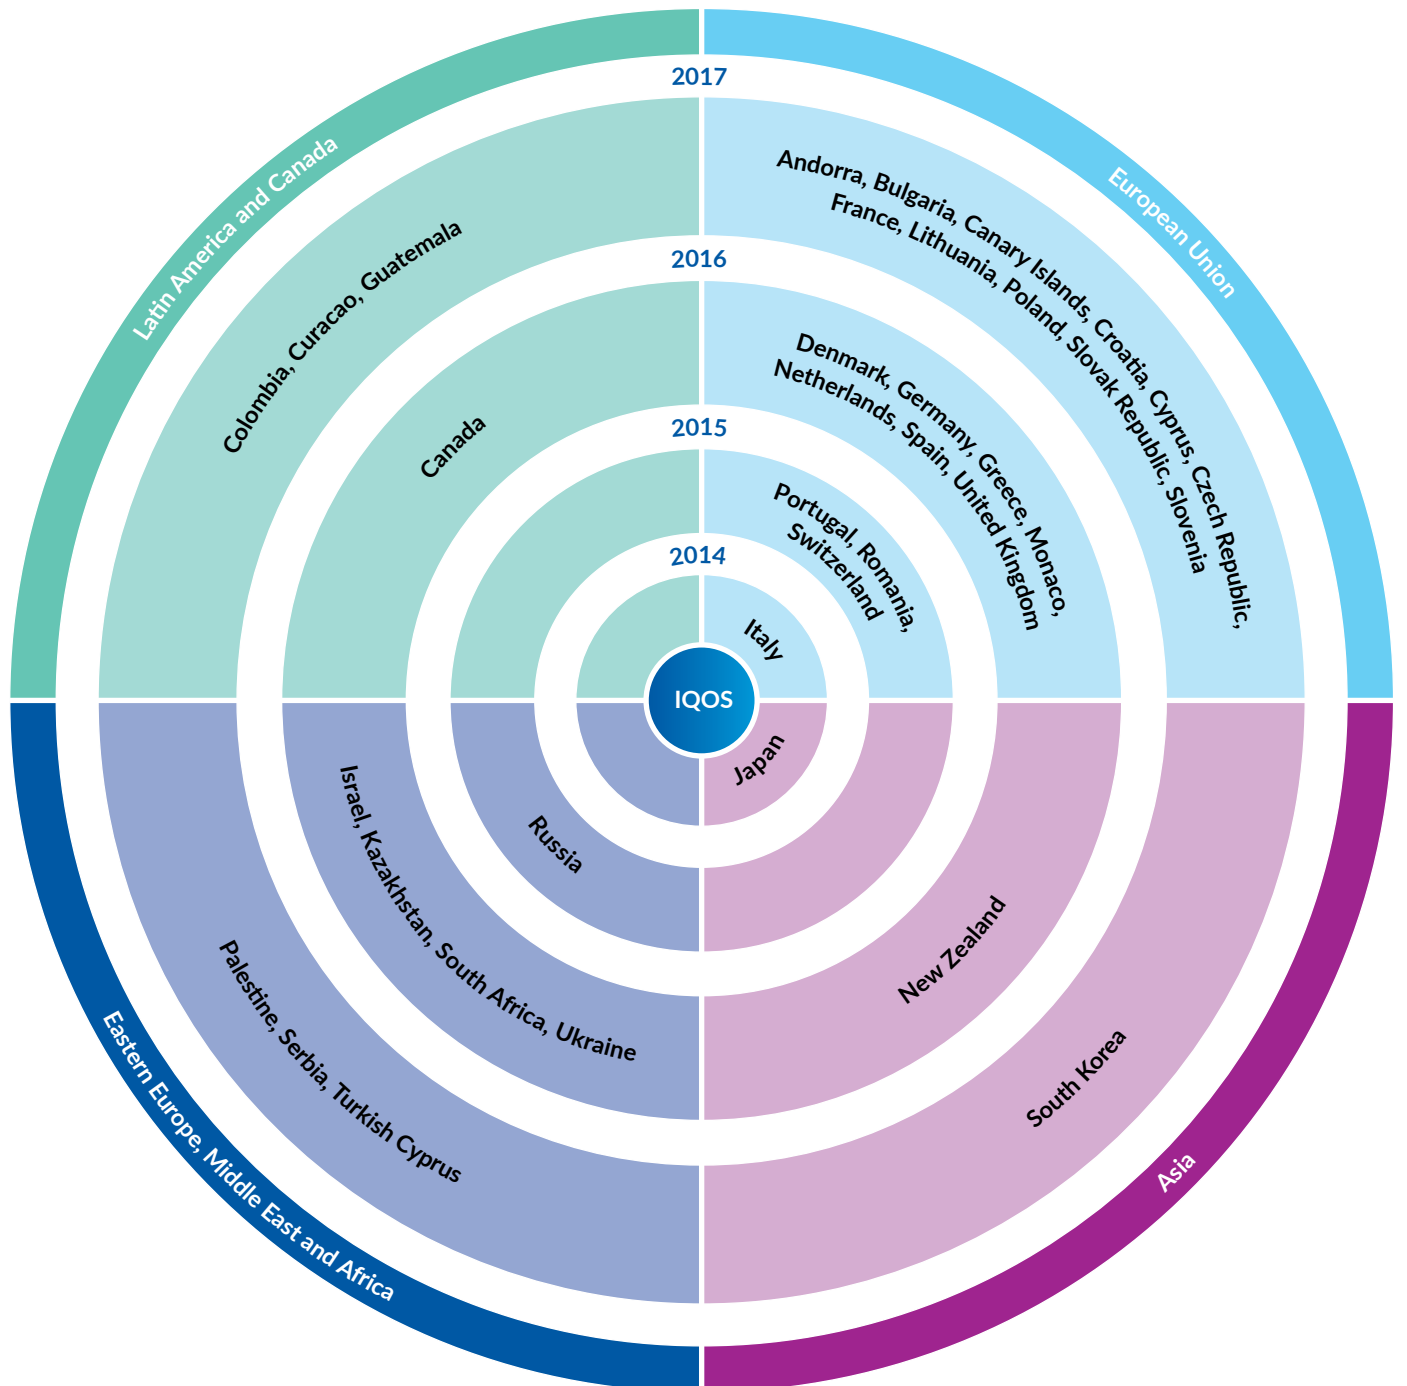 2017
2016
2015
2014
IQOS
Latin America and Canada
Colombia, Curacao, Guatemala
Canada
European Union
Andorra, Bulgaria, Canary Islands, Croatia, Cyprus, Czech Republic,
France, Lithuania, Poland, Slovak Republic, Slovenia
Denmark, Germany, Greece, Monaco,
Netherlands, Spain, United Kingdom
Portugal, Romania,
Switzerland
Italy
Eastern Europe, Middle East and Africa
Palestine, Serbia, Turkish Cyprus
Israel, Kazakhstan, South Africa, Ukraine
Russia
Japan
New Zealand
South Korea
Asia